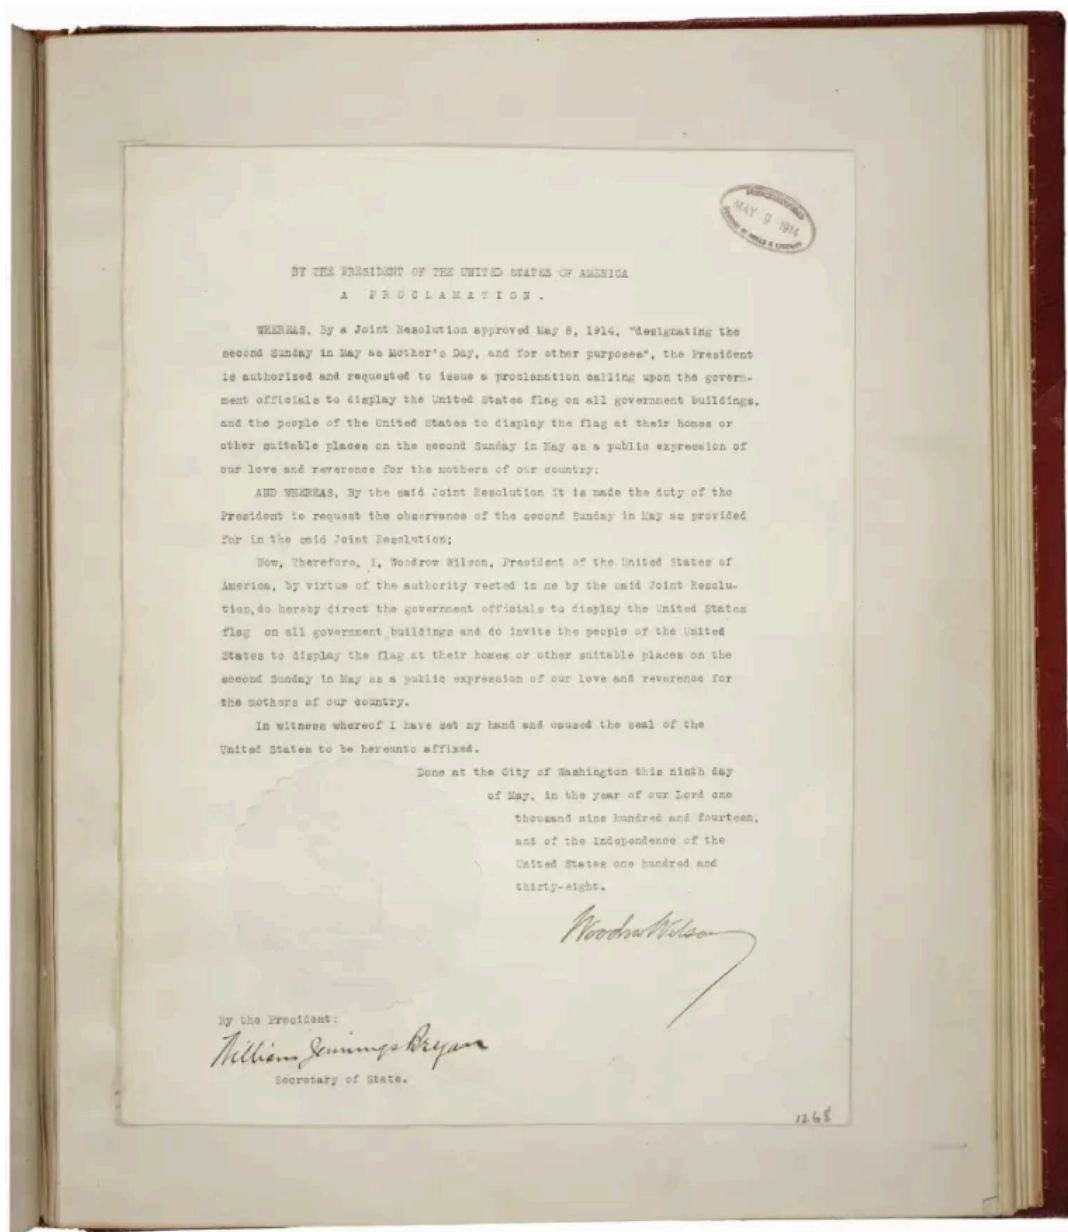 MAY 9 1914
BY THE PRESIDENT OF THE UNITED STATES OF AMERICA
A PROCLAMATION.
WHEREAS, By a Joint Resolution approved May 8, 1914, "designating the
second Sunday in May as Mother's Day, and for other purposes", the President
is authorized and requested to issue a proclamation calling upon the govern-
ment officials to display the United States flag on all government buildings,
and the people of the United States to display the flag at their homes or
other suitable places on the second Sunday in May as a public expression of
our love and reverence for the mothers of our country;
AND WHEREAS, By the said Joint Resolution it is made the duty of the
President to request the observance of the second Sunday in May as provided
for in the said Joint Resolution;
Now, Therefore, I, Woodrow Wilson, President of the United States of
America, by virtue of the authority vested in me by the said Joint Resolu-
tion, do hereby direct the government officials to display the United States
flag on all government buildings and do invite the people of the United
States to display the flag at their homes or other suitable places on the
second Sunday in May as a public expression of our love and reverence for
the mothers of our country.
In witness whereof I have set my hand and caused the seal of the
United States to be hereunto affixed.
Done at the City of Washington this ninth day
of May, in the year of our Lord one
thousand nine hundred and fourteen,
and of the Independence of the
United States one hundred and
thirty-eight.
Woodrow Wilson
By the President:
William Jennings Bryan
Secretary of State.
1268